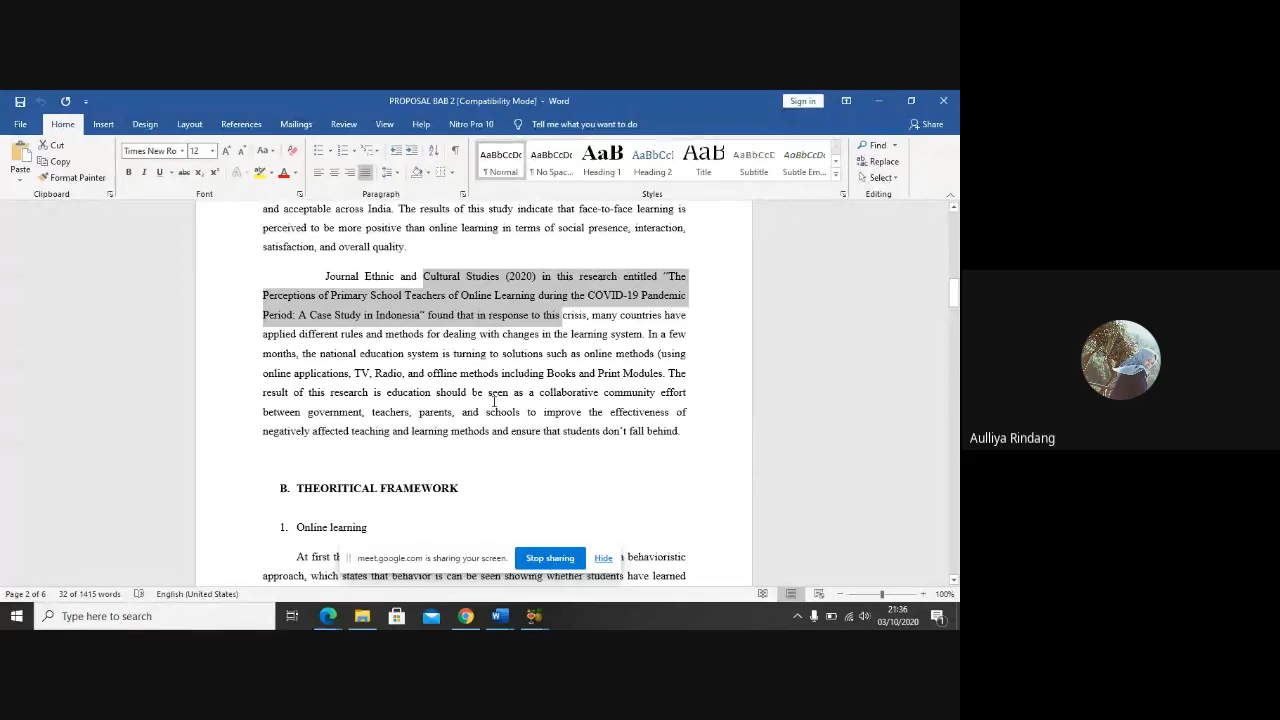 PROPOSAL BAB 2 [Compatibility Mode] - Word
Sign in
File Home Insert Design Layout References Mailings Review View Help Nitro Pro 10 Tell me what you want to do Share
Paste
Cut
Copy
Format Painter
Clipboard
Times New Ro 12
Font
Paragraph
AaBbCcDc AaBbCcDc AaB AaBbCcI AaB AaBbCcE AaBbCcDc
¶ Normal ¶ No Spac... Heading 1 Heading 2 Title Subtitle Subtle Em...
Styles
Find
Replace
Select
Editing
and acceptable across India. The results of this study indicate that face-to-face learning is
perceived to be more positive than online learning in terms of social presence, interaction,
satisfaction, and overall quality.
Journal Ethnic and Cultural Studies (2020) in this research entitled “The
Perceptions of Primary School Teachers of Online Learning during the COVID-19 Pandemic
Period: A Case Study in Indonesia” found that in response to this crisis, many countries have
applied different rules and methods for dealing with changes in the learning system. In a few
months, the national education system is turning to solutions such as online methods (using
online applications, TV, Radio, and offline methods including Books and Print Modules. The
result of this research is education should be seen as a collaborative community effort
between government, teachers, parents, and schools to improve the effectiveness of
negatively affected teaching and learning methods and ensure that students don’t fall behind.
B. THEORITICAL FRAMEWORK
1. Online learning
At first a behavioristic
meet.google.com is sharing your screen. Stop sharing Hide
approach, which states that behavior is can be seen showing whether students have learned
Page 2 of 6 32 of 1415 words English (United States) 100%
Type here to search
21:36
03/10/2020
Aulliya Rindang